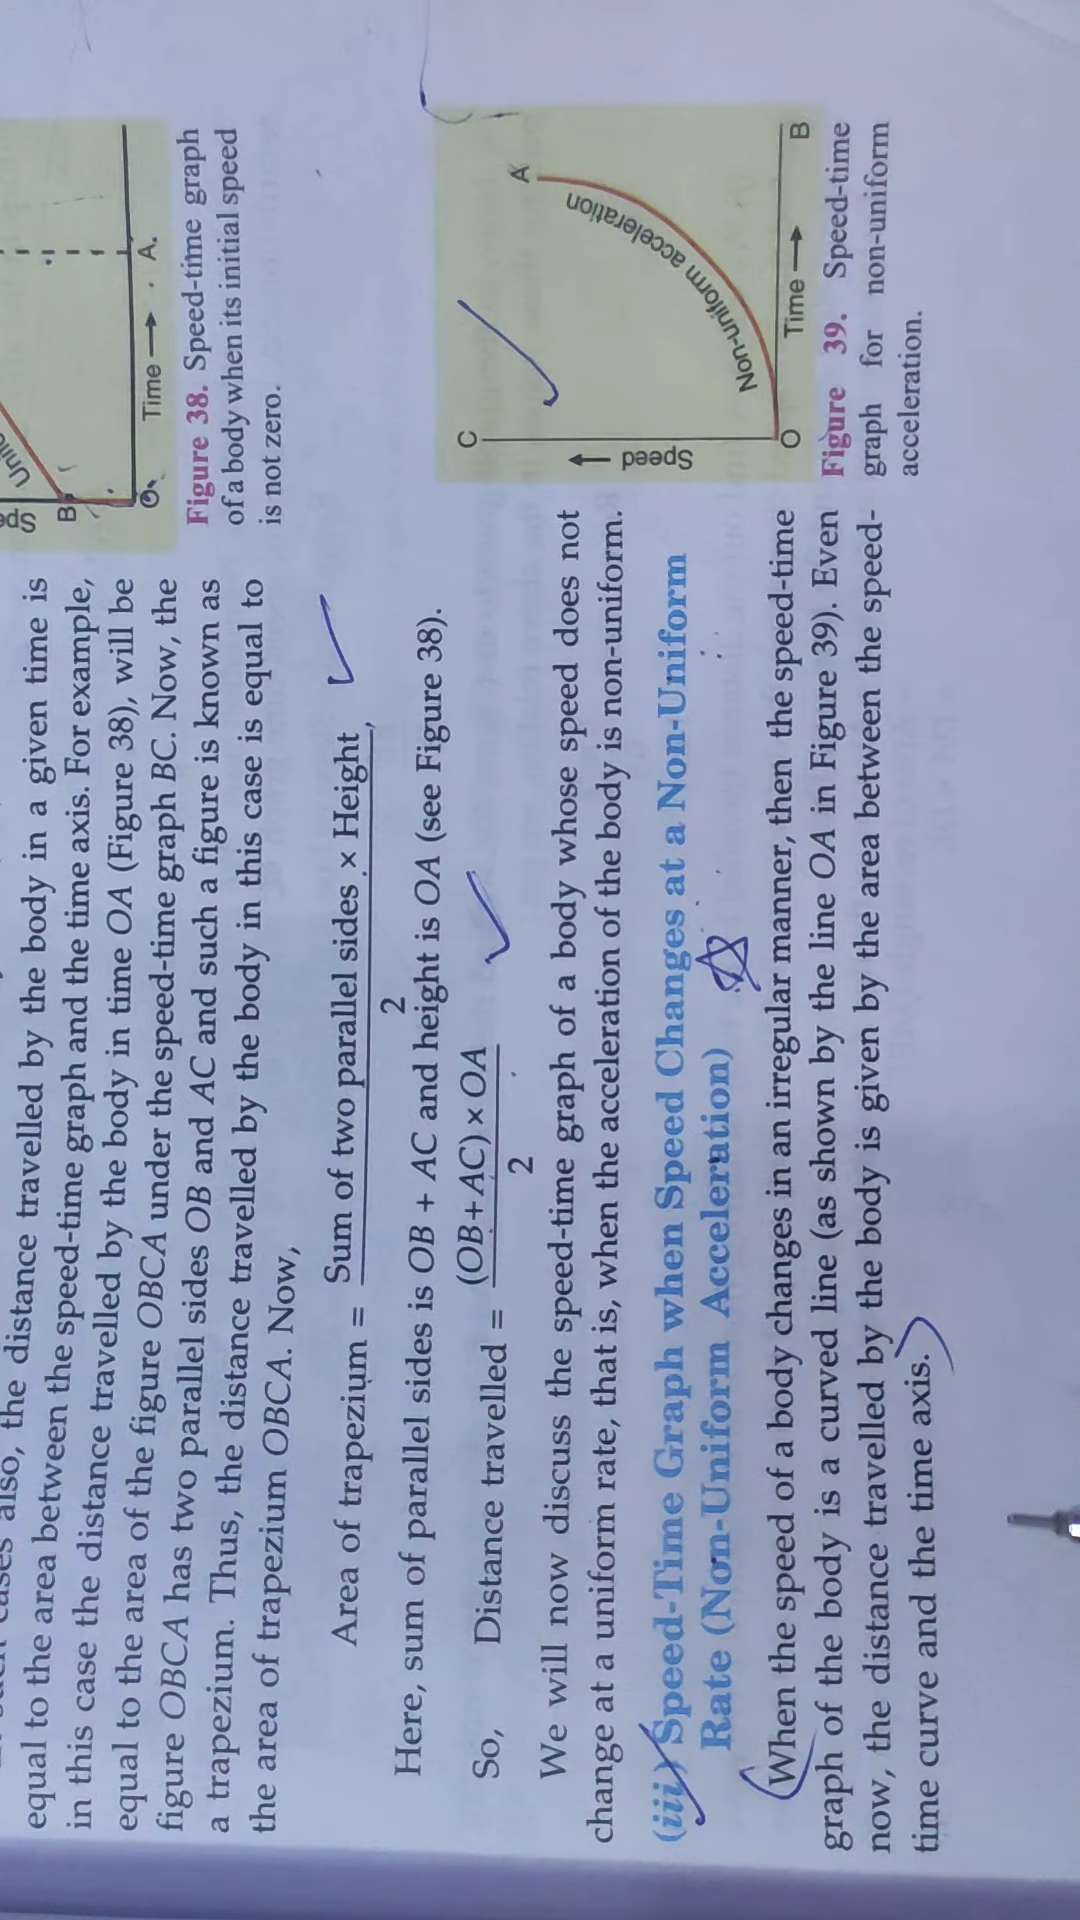 cases also, the distance travelled by the body in a given time is
equal to the area between the speed-time graph and the time axis. For example,
in this case the distance travelled by the body in time OA (Figure 38), will be
equal to the area of the figure OBCA under the speed-time graph BC. Now, the
figure OBCA has two parallel sides OB and AC and such a figure is known as
a trapezium. Thus, the distance travelled by the body in this case is equal to
the area of trapezium OBCA. Now,
Area of trapezium = Sum of two parallel sides × Height,
2
Here, sum of parallel sides is OB + AC and height is OA (see Figure 38).
So, Distance travelled = (OB+AC) × OA
2
We will now discuss the speed-time graph of a body whose speed does not
change at a uniform rate, that is, when the acceleration of the body is non-uniform.
(iii) Speed-Time Graph when Speed Changes at a Non-Uniform
Rate (Non-Uniform Acceleration)
When the speed of a body changes in an irregular manner, then the speed-time
graph of the body is a curved line (as shown by the line OA in Figure 39). Even
now, the distance travelled by the body is given by the area between the speed-
time curve and the time axis.
B
O
Time
A
Figure 38. Speed-time graph
of a body when its initial speed
is not zero.
C
A
Speed
Non-uniform acceleration
O
Time
B
Figure 39. Speed-time
graph for non-uniform
acceleration.